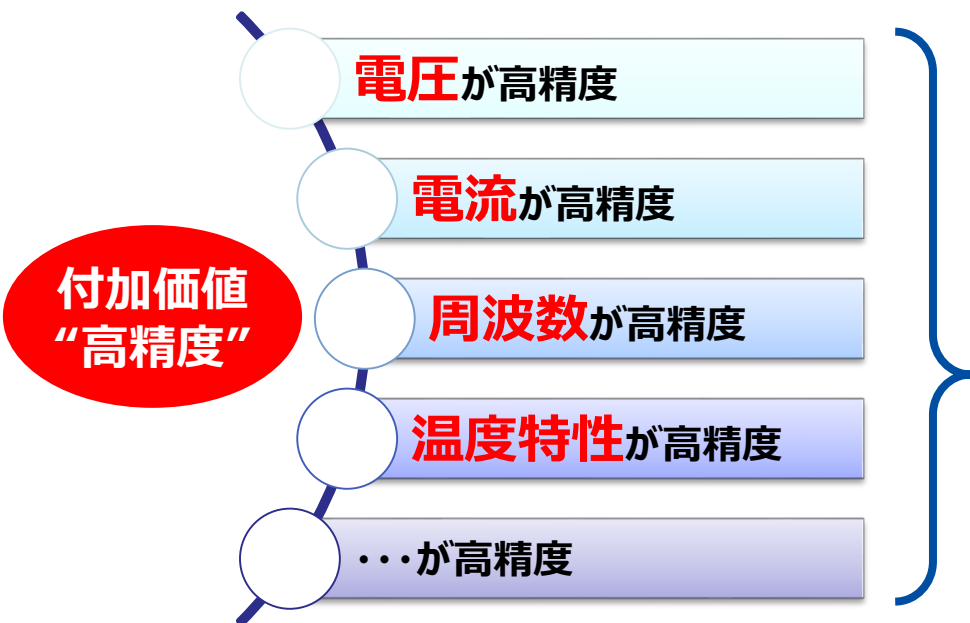 電圧が高精度
電流が高精度
付加価値
“高精度”
周波数が高精度
温度特性が高精度
･･･が高精度